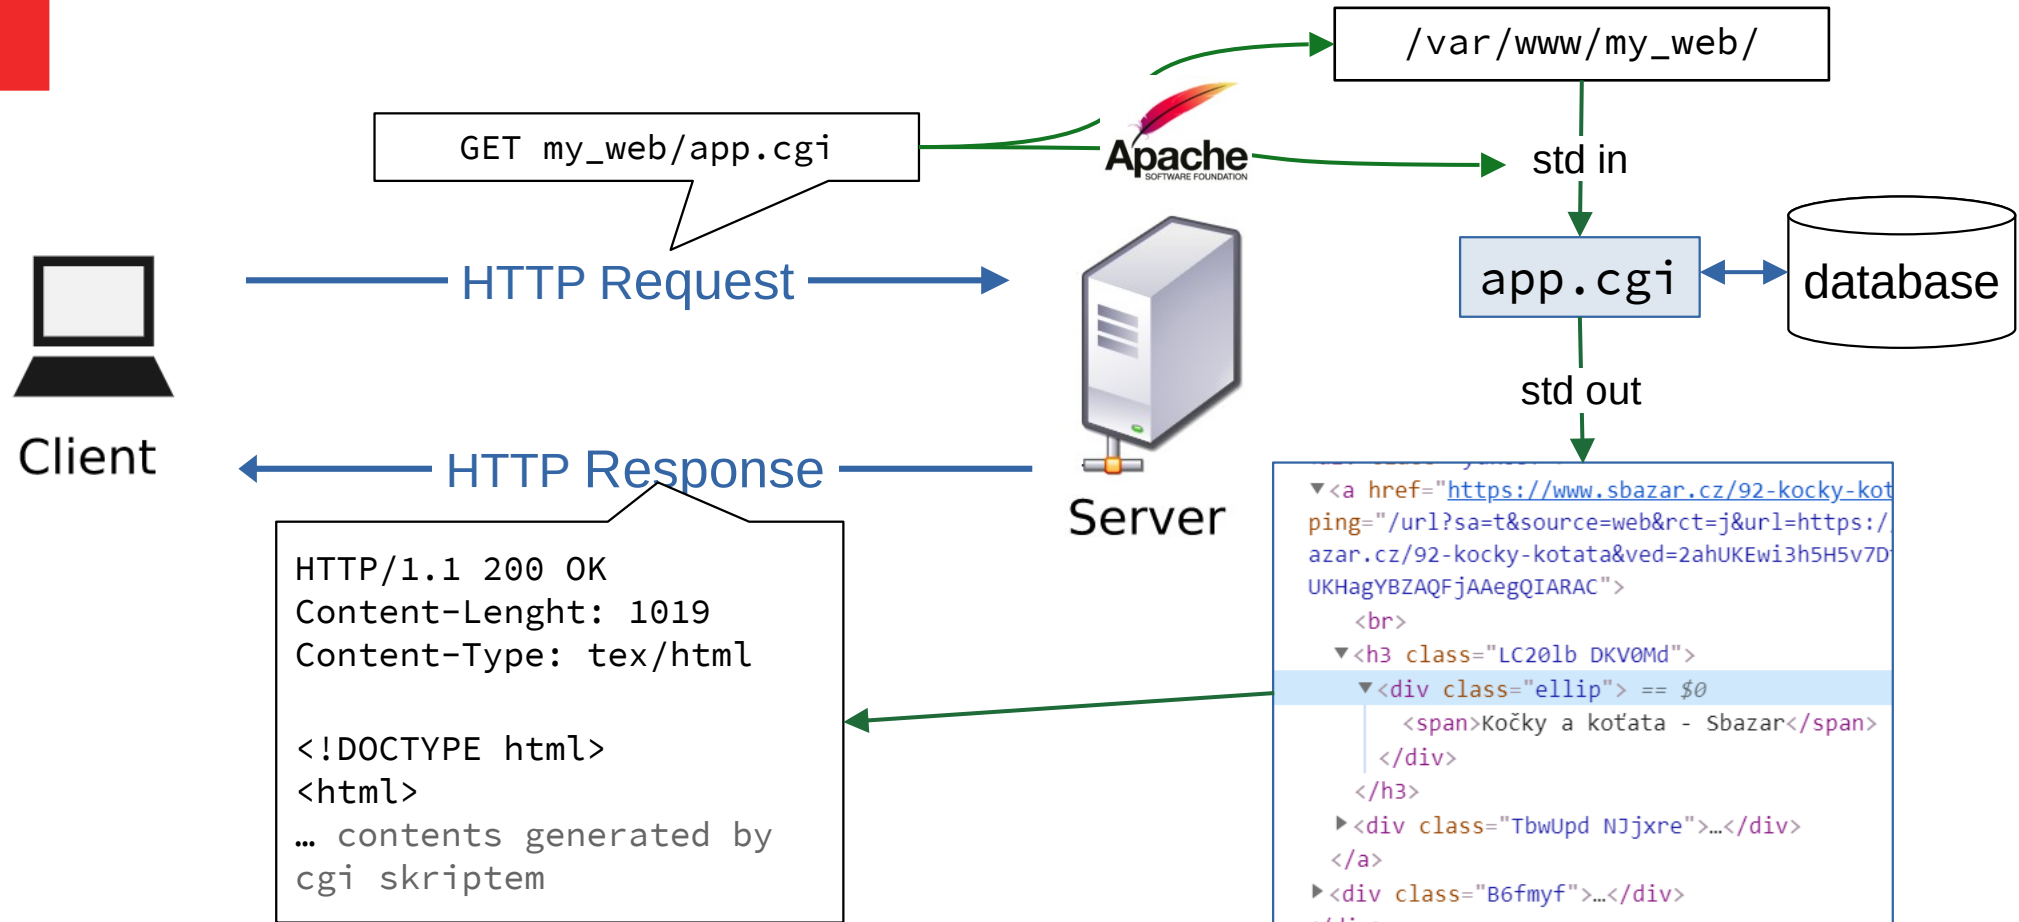 /var/www/my_web/
GET my_web/app.cgi
Apache
SOFTWARE FOUNDATION
std in
HTTP Request
app.cgi
database
std out
Client
HTTP Response
Server
HTTP/1.1 200 OK
Content-Lenght: 1019
Content-Type: tex/html
<!DOCTYPE html>
<html>
… contents generated by
cgi skriptem
▼<a href="https://www.sbazar.cz/92-kocky-kot
ping="/url?sa=t&source=web&rct=j&url=https:/
azar.cz/92-kocky-kotata&ved=2ahUKEwi3h5H5v7D
UKHagYBZAQFjAAegQIARAC">
<br>
▼<h3 class="LC20lb DKV0Md">
▼<div class="ellip"> == $0
<span>Kočky a koťata - Sbazar</span>
</div>
</h3>
▶<div class="TbwUpd NJjxre">…</div>
</a>
▶<div class="B6fmyf">…</div>